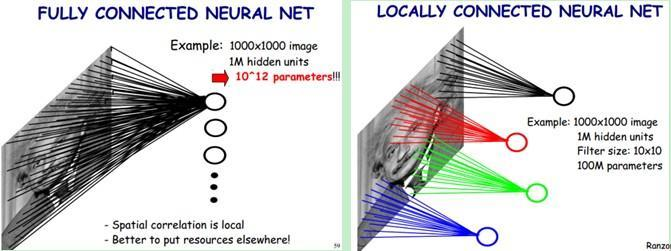 FULLY CONNECTED NEURAL NET
Example: 1000x1000 image
1M hidden units
10^12 parameters!!!
- Spatial correlation is local
- Better to put resources elsewhere!
59
LOCALLY CONNECTED NEURAL NET
Example: 1000x1000 image
1M hidden units
Filter size: 10x10
100M parameters
Ranzo